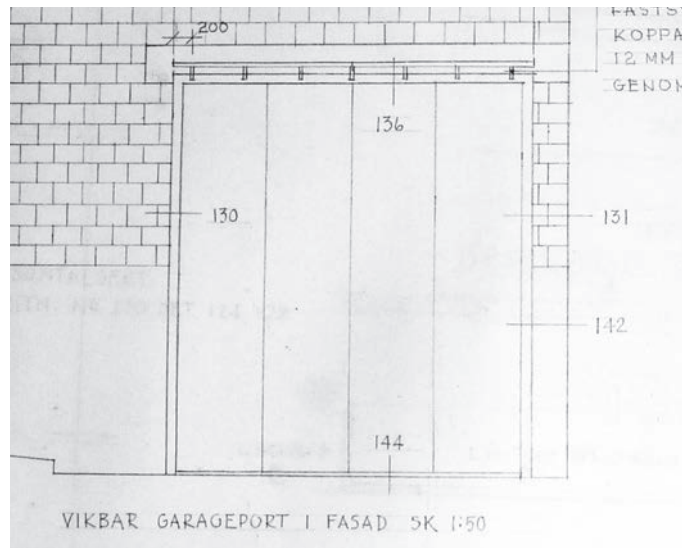 200
FASTS
KOPPA
12 MM
GENOM
136
130
131
142
144
VIKBAR GARAGEPORT I FASAD SK 1:50